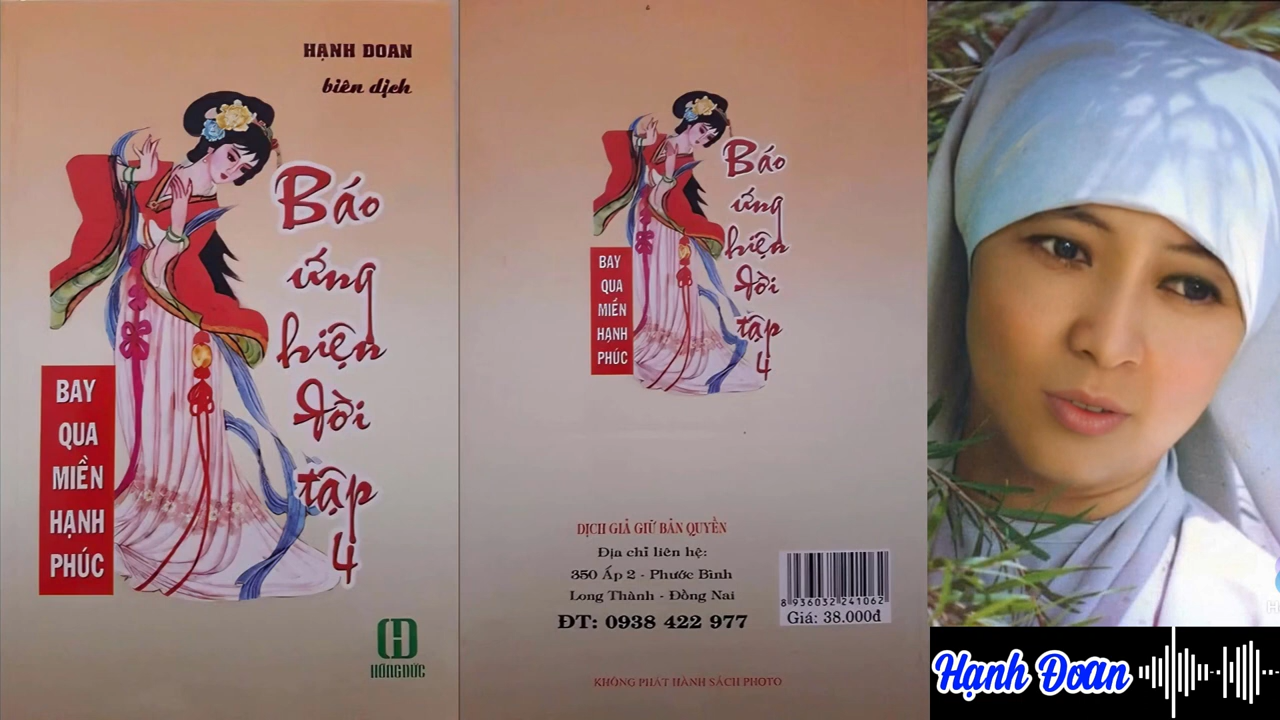 HẠNH ĐOAN
biên dịch
Báo
ứng
hiện
đời
tập
4
BAY
QUA
MIỀN
HẠNH
PHÚC
HỒNG ĐỨC
Báo
ứng
hiện
đời
tập
4
BAY
QUA
MIỀN
HẠNH
PHÚC
DỊCH GIẢ GIỮ BẢN QUYỀN
Địa chỉ liên hệ:
350 Ấp 2 - Phước Bình
Long Thành - Đồng Nai
ĐT: 0938 422 977
8 936032 241062
Giá: 38.000đ
KHÔNG PHÁT HÀNH SÁCH PHOTO
Hạnh Đoan